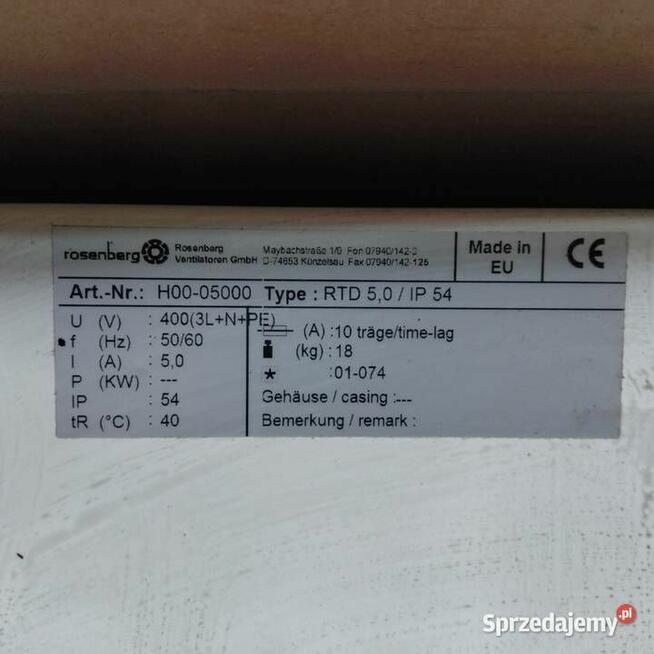 rosenberg Rosenberg Ventilatoren GmbH
Maybachstraße 1/9 Fon 07940/142-0
D-74653 Künzelsau Fax 07940/142-125
Made in EU
CE
Art.-Nr.: H00-05000 Type : RTD 5,0 / IP 54
U (V) : 400(3L+N+PE)
f (Hz) : 50/60
I (A) : 5,0
P (KW) : ---
IP : 54
tR (°C) : 40
(A) :10 träge/time-lag
(kg) : 18
* :01-074
Gehäuse / casing :---
Bemerkung / remark :
Sprzedajemy.pl